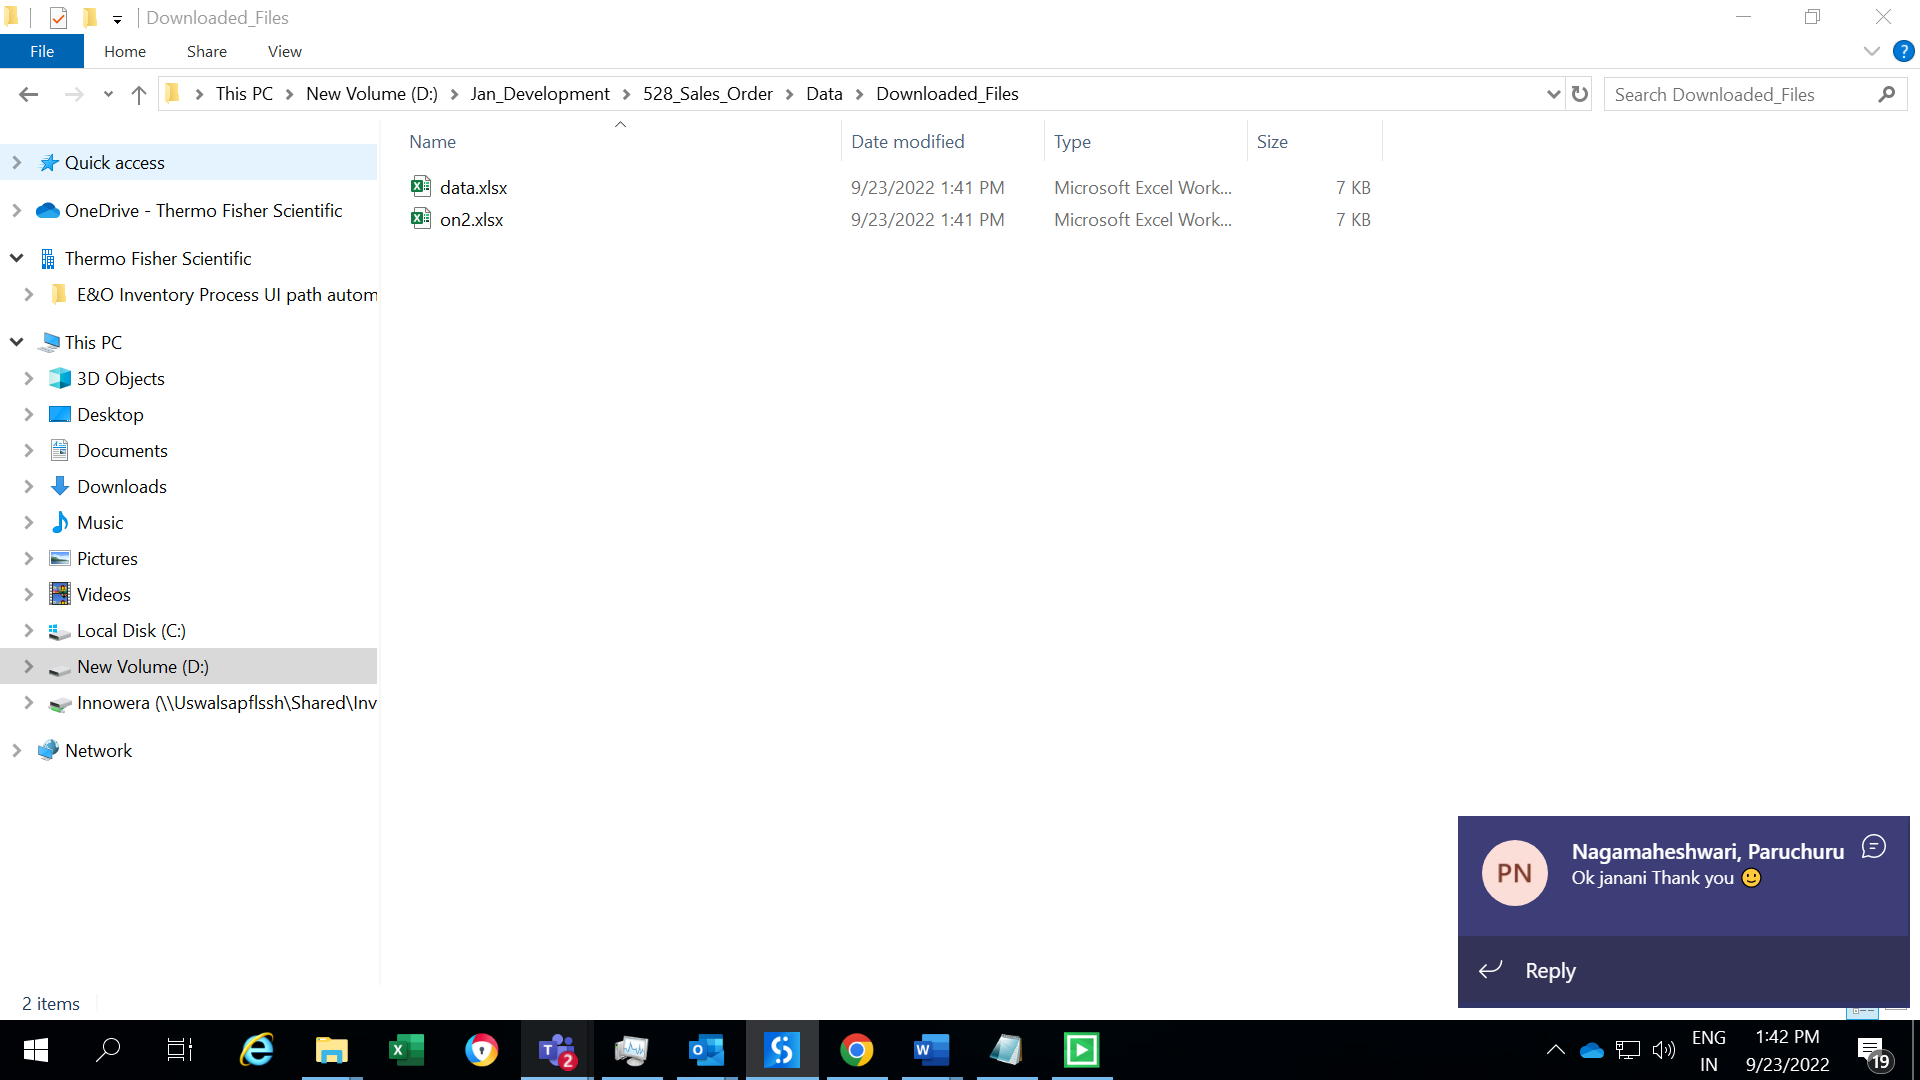 Downloaded_Files
File Home Share View
This PC New Volume (D:) Jan_Development 528_Sales_Order Data Downloaded_Files
Search Downloaded_Files
Name Date modified Type Size
data.xlsx 9/23/2022 1:41 PM Microsoft Excel Work... 7 KB
on2.xlsx 9/23/2022 1:41 PM Microsoft Excel Work... 7 KB
Quick access
OneDrive - Thermo Fisher Scientific
Thermo Fisher Scientific
E&O Inventory Process UI path autom
This PC
3D Objects
Desktop
Documents
Downloads
Music
Pictures
Videos
Local Disk (C:)
New Volume (D:)
Innowera (\\Uswalsapflssh\Shared\Inv
Network
PN
Nagamaheshwari, Paruchuru
Ok janani Thank you 🙂
Reply
2 items
2
ENG
IN
1:42 PM
9/23/2022
19